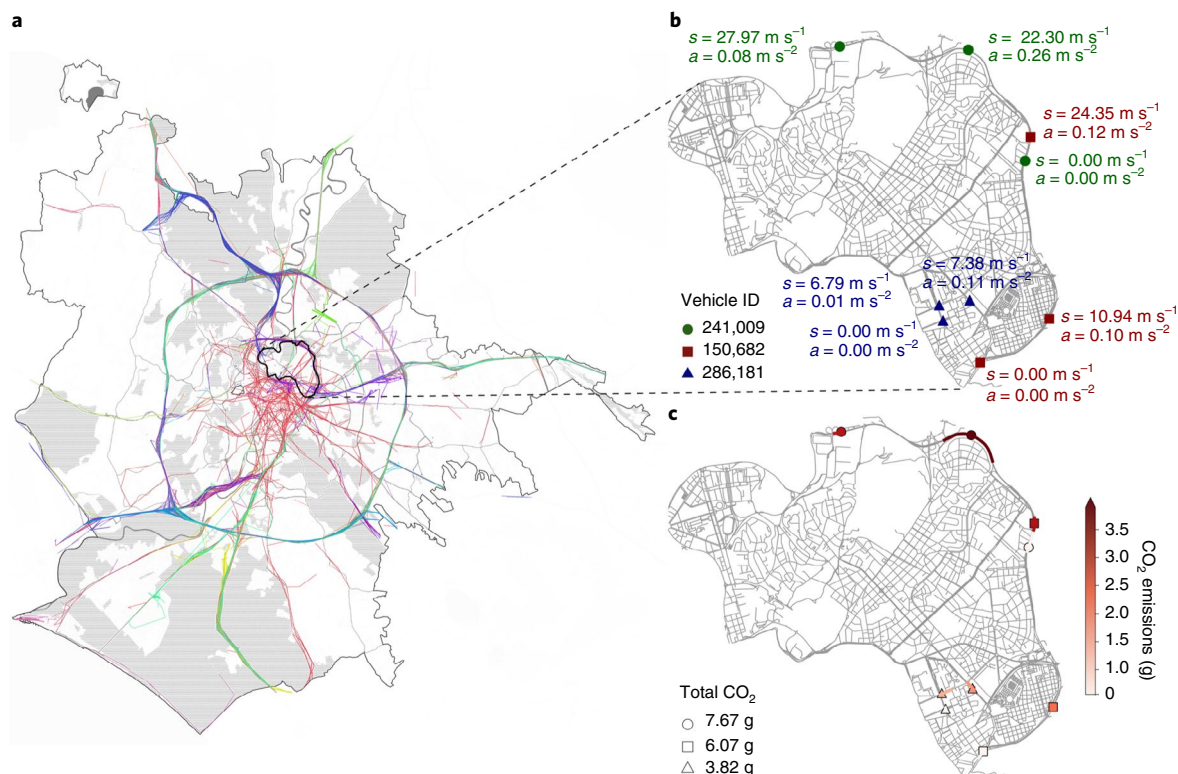 a
b
s = 27.97 m s⁻¹
a = 0.08 m s⁻²
s = 22.30 m s⁻¹
a = 0.26 m s⁻²
s = 24.35 m s⁻¹
a = 0.12 m s⁻²
s = 0.00 m s⁻¹
a = 0.00 m s⁻²
s = 7.38 m s⁻¹
a = 0.11 m s⁻²
s = 6.79 m s⁻¹
a = 0.01 m s⁻²
s = 0.00 m s⁻¹
a = 0.00 m s⁻²
s = 10.94 m s⁻¹
a = 0.10 m s⁻²
s = 0.00 m s⁻¹
a = 0.00 m s⁻²
Vehicle ID
241,009
150,682
286,181
c
3.5
3.0
2.5
2.0
1.5
1.0
0
CO₂ emissions (g)
Total CO₂
7.67 g
6.07 g
3.82 g